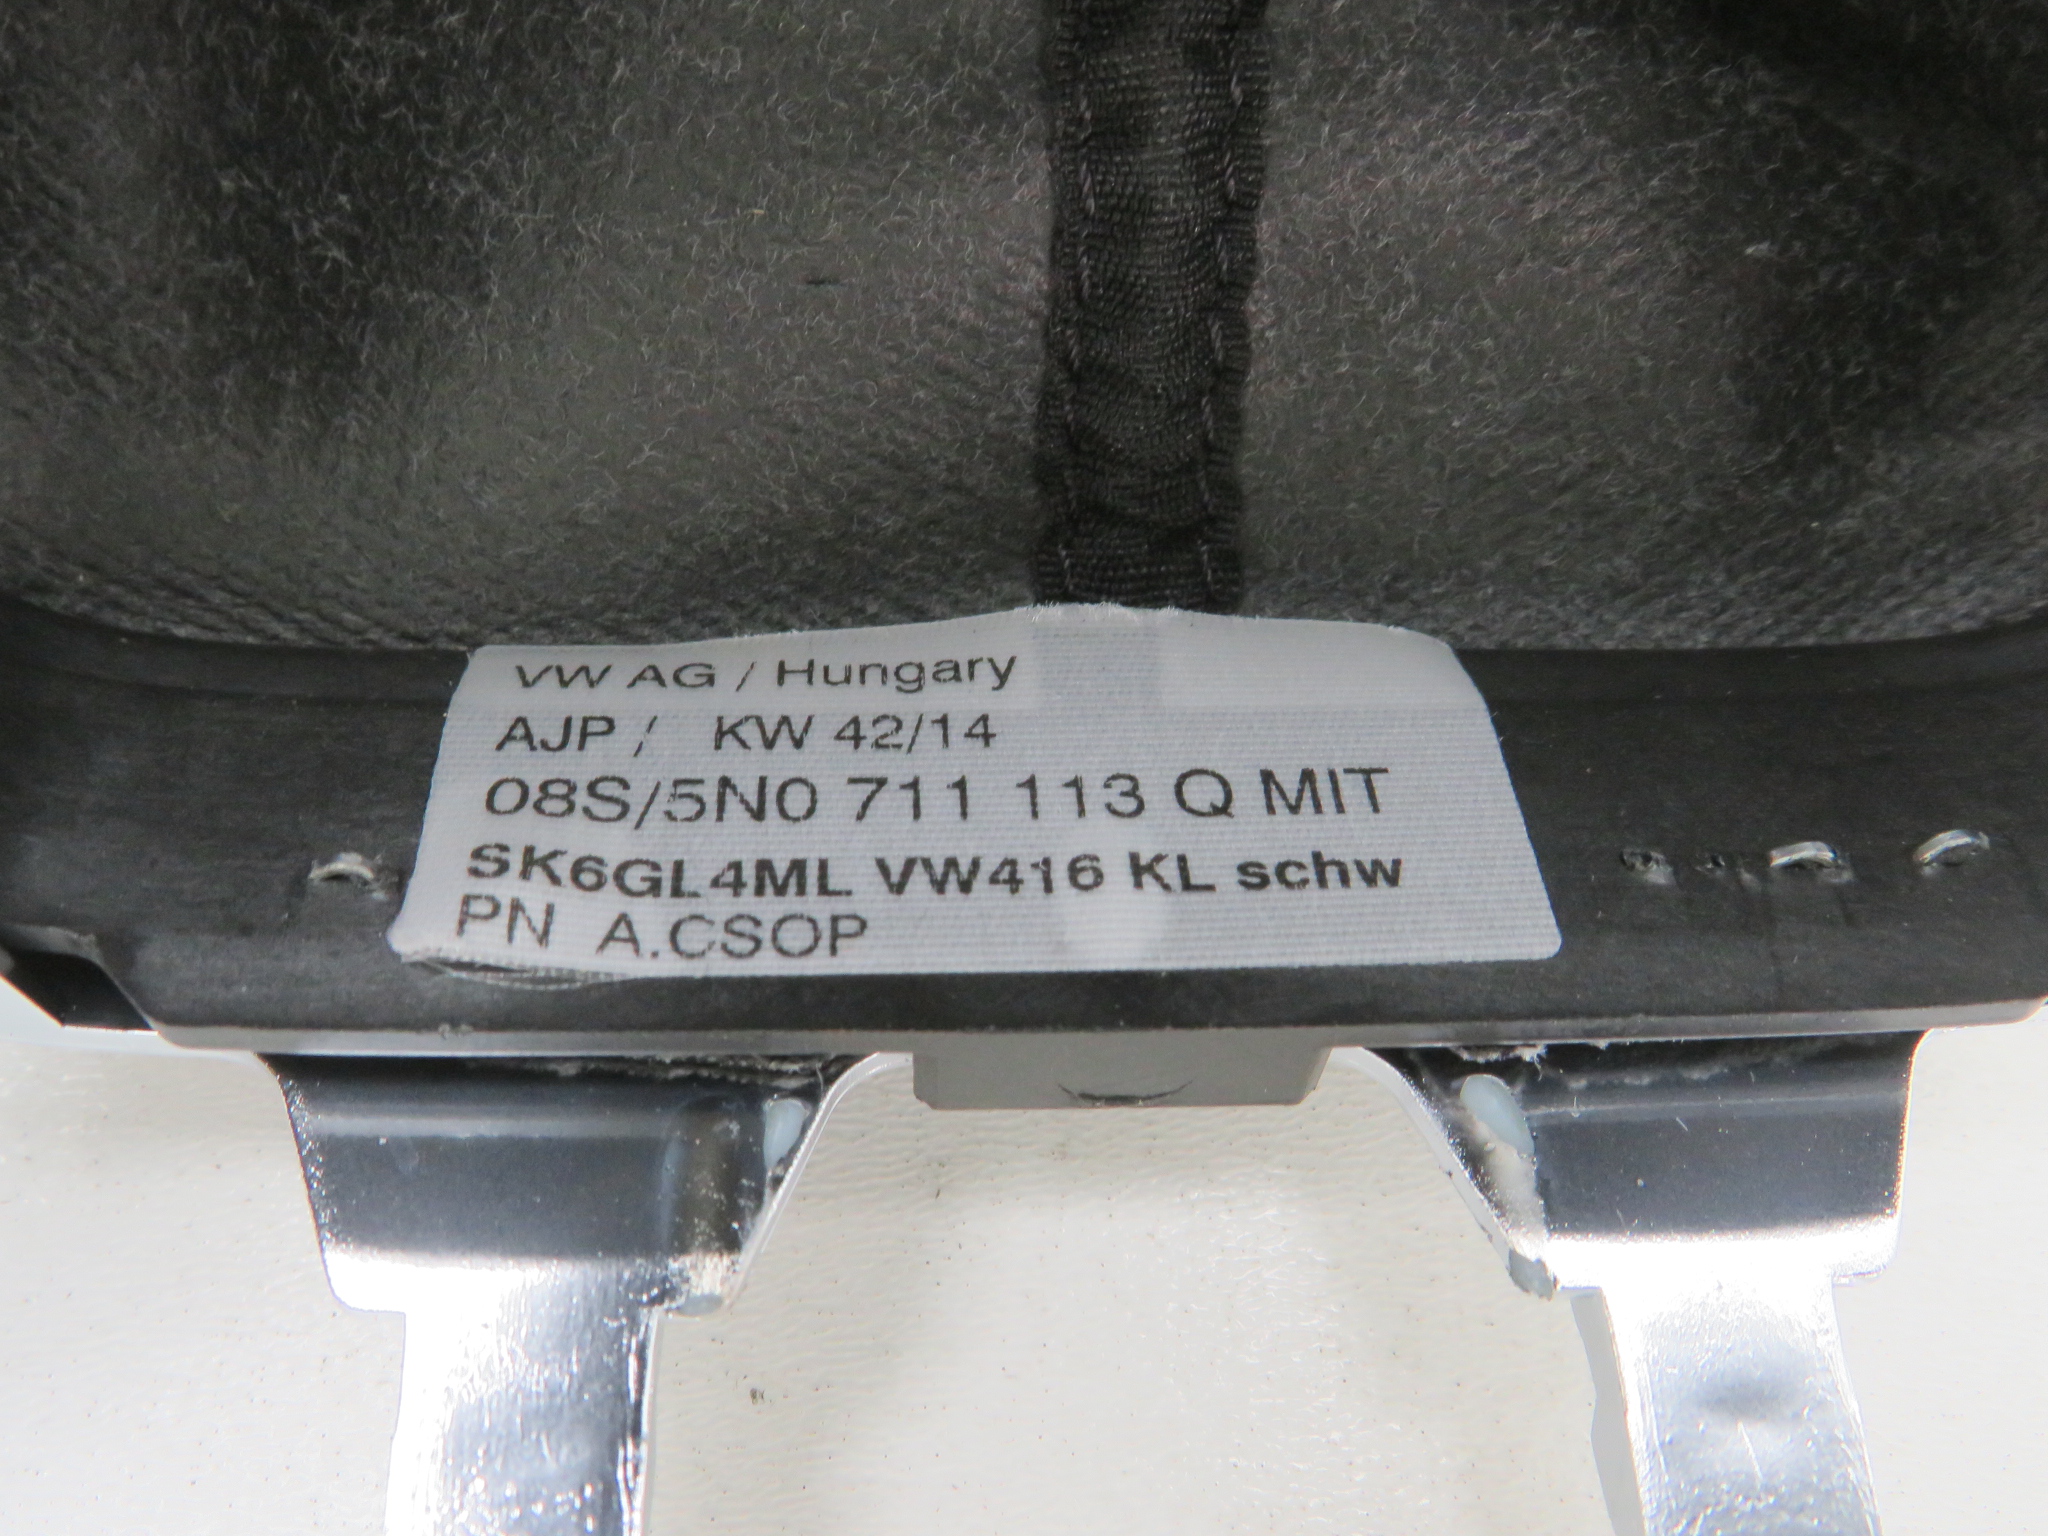 VW AG / Hungary
AJP / KW 42/14
08S/5N0 711 113 Q MIT
SK6GL4ML VW416 KL schw
PN A.CSOP